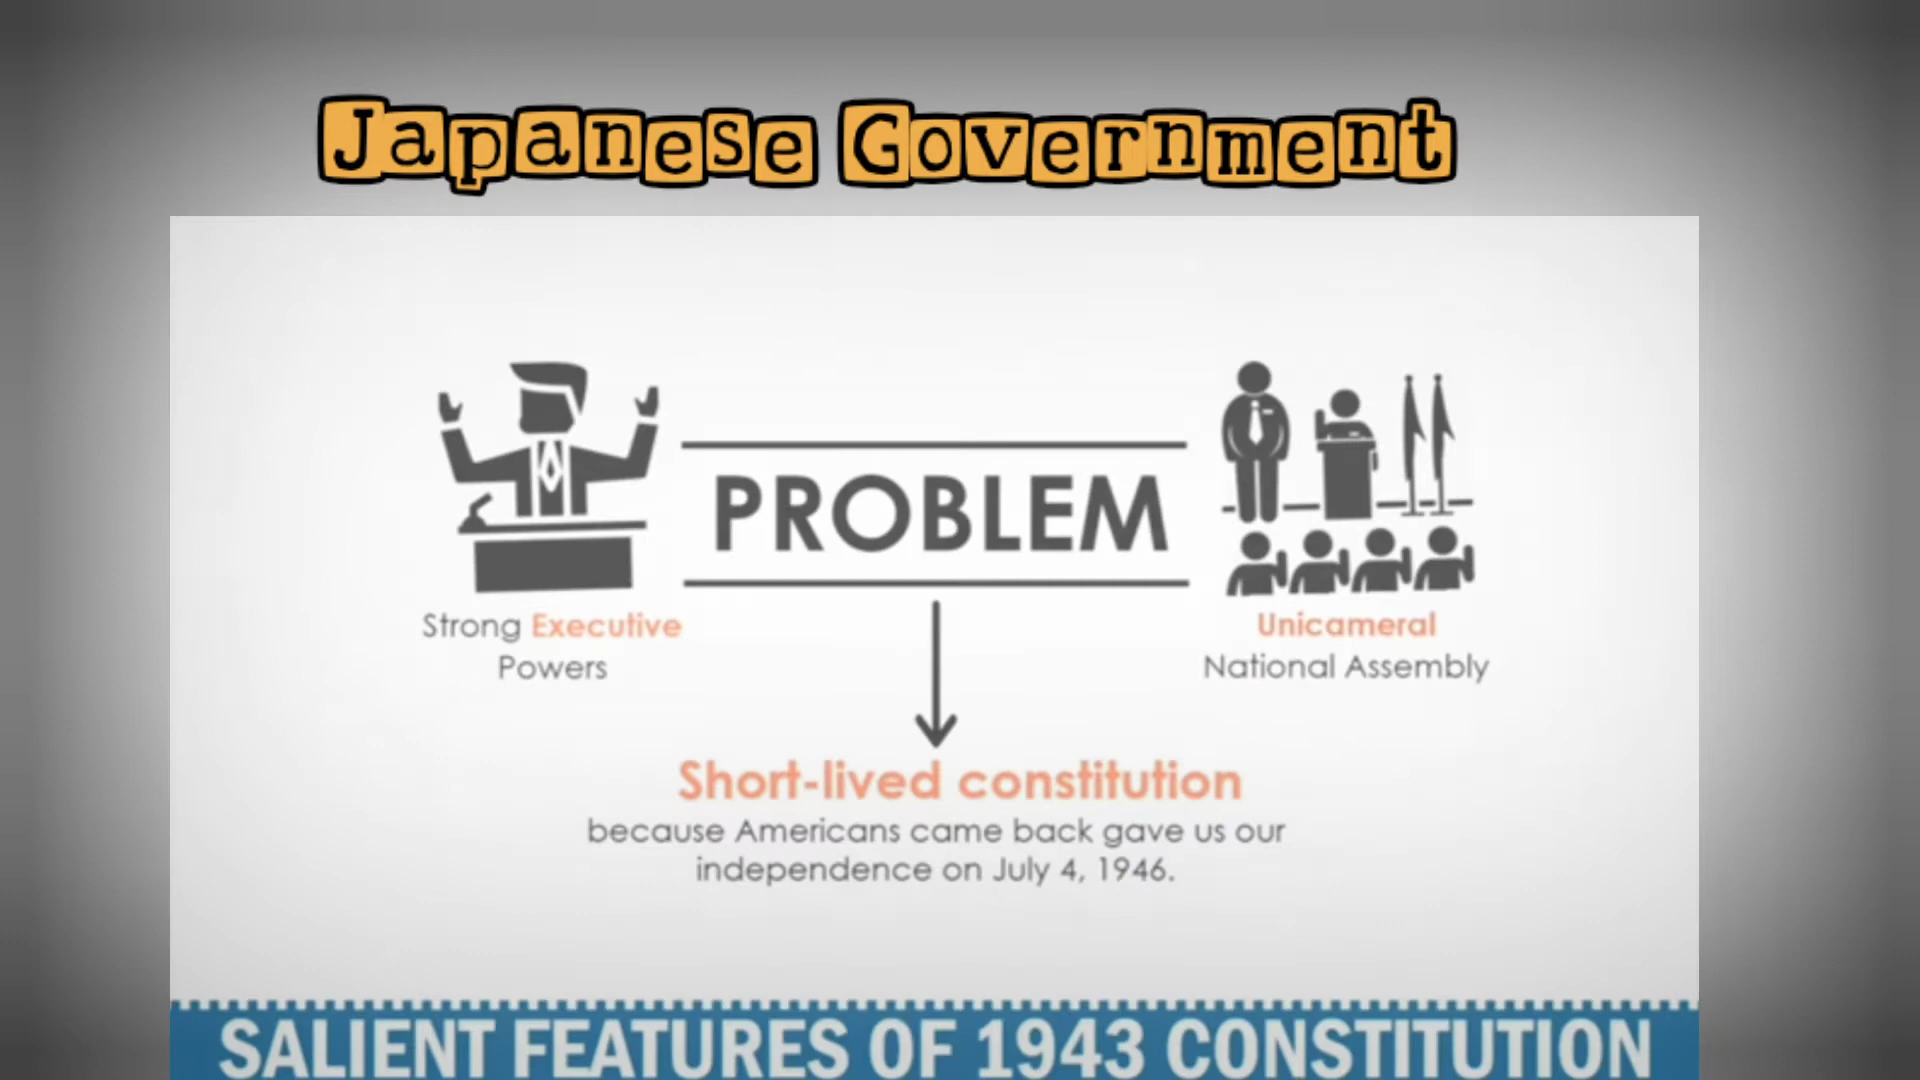 Japanese Government
PROBLEM
Strong Executive
Powers
Unicameral
National Assembly
Short-lived constitution
because Americans came back gave us our
independence on July 4, 1946.
SALIENT FEATURES OF 1943 CONSTITUTION